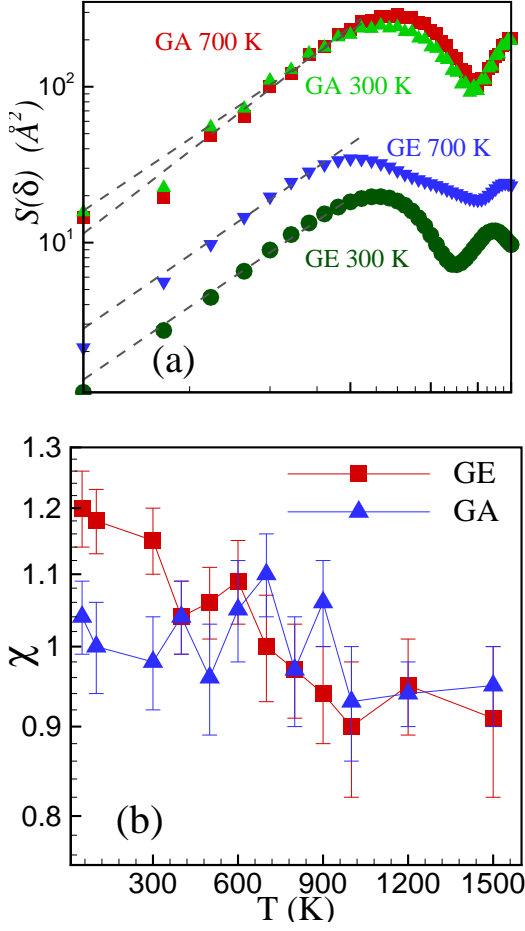 GA 700 K
GA 300 K
GE 700 K
GE 300 K
10²
10¹
S(δ) (Å²)
(a)
1.3
1.2
1.1
1
0.9
0.8
χ
GE
GA
(b)
300 600 900 1200 1500
T (K)